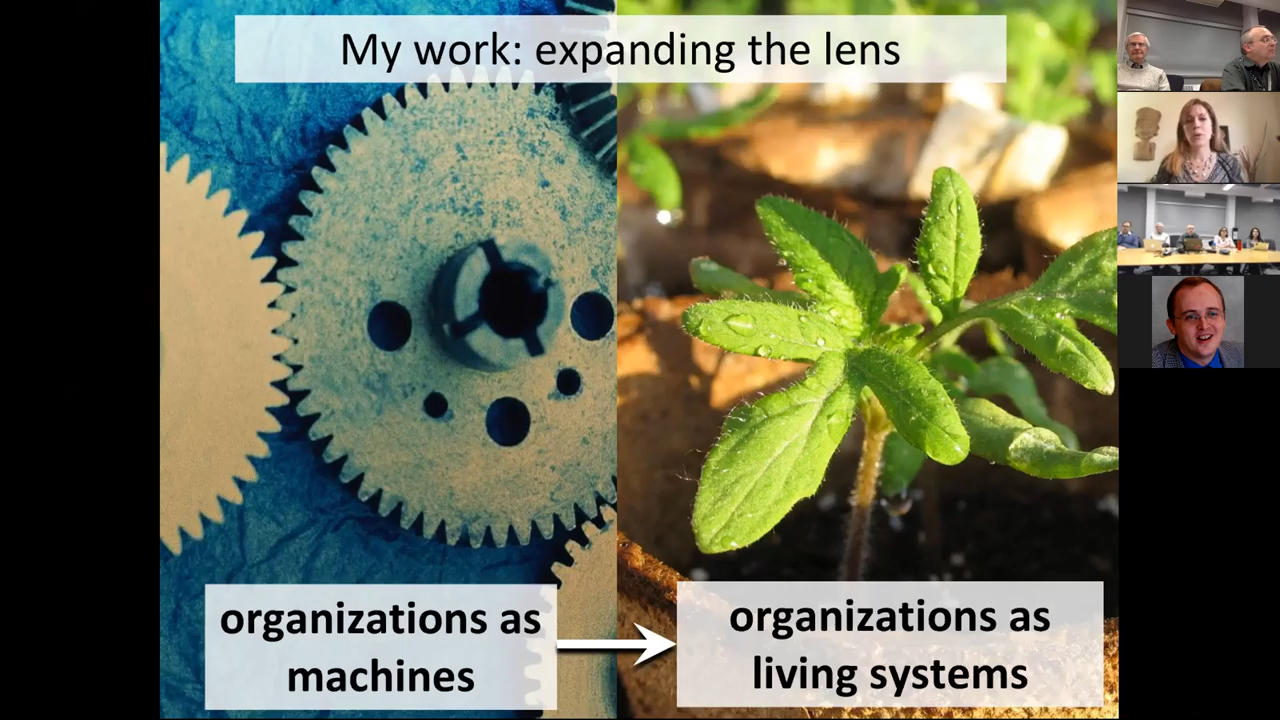 My work: expanding the lens
organizations as
machines
organizations as
living systems